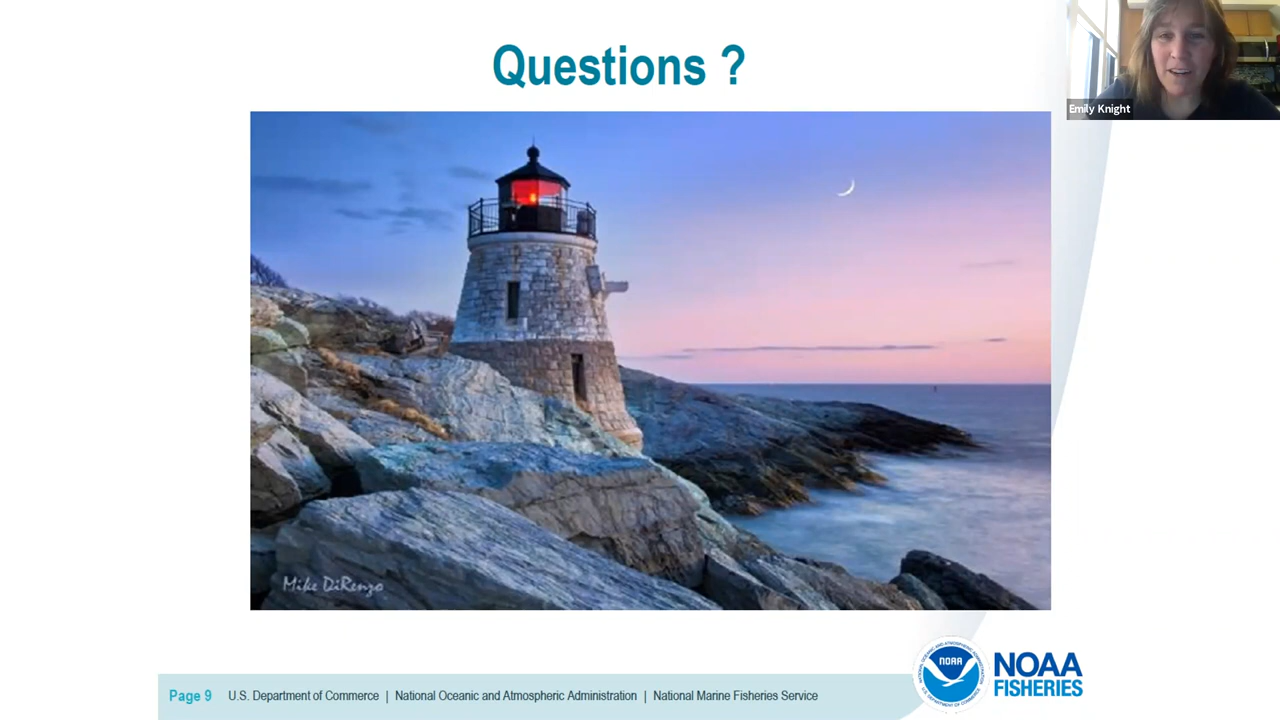 Questions ?
Emily Knight
Mike DiRenzo
Page 9 U.S. Department of Commerce | National Oceanic and Atmospheric Administration | National Marine Fisheries Service
NOAA
NOAA
FISHERIES